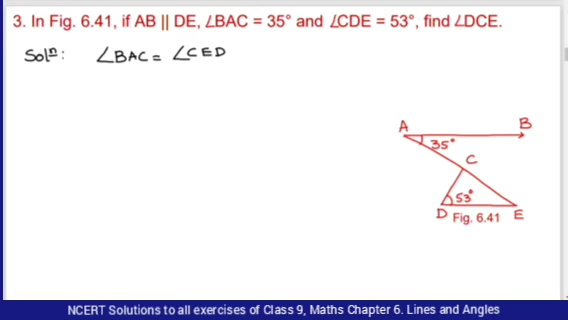 3. In Fig. 6.41, if AB || DE, ∠BAC = 35° and ∠CDE = 53°, find ∠DCE.
Solⁿ: ∠BAC = ∠CED
A
B
35°
C
53°
D
E
Fig. 6.41
NCERT Solutions to all exercises of Class 9, Maths Chapter 6. Lines and Angles